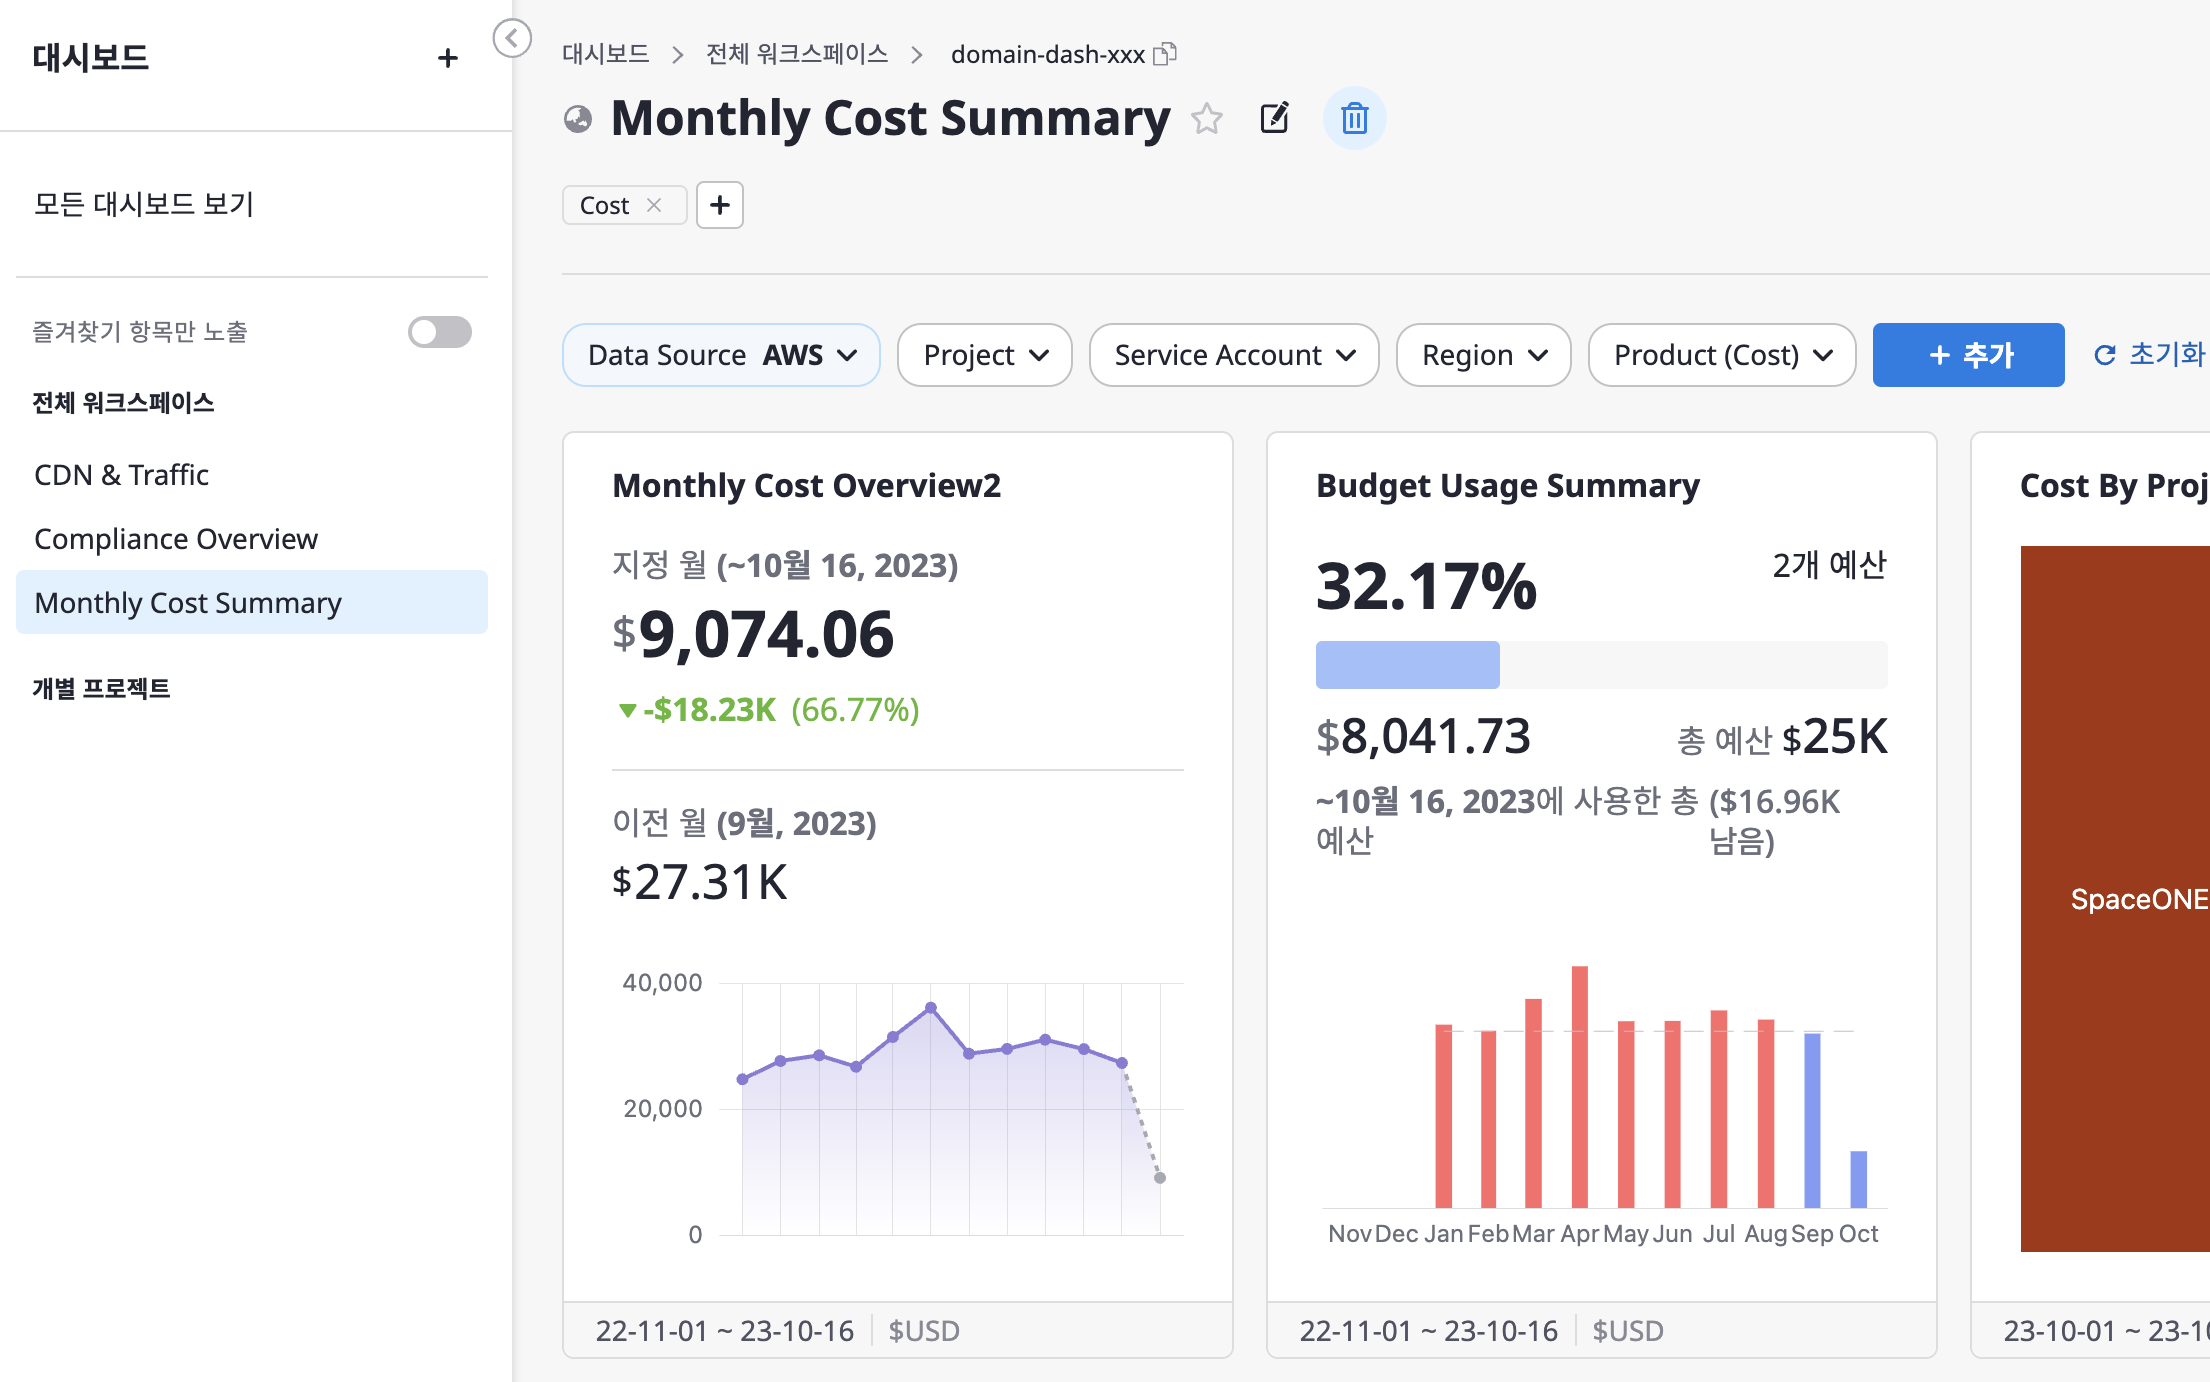 대시보드
모든 대시보드 보기
즐겨찾기 항목만 노출
전체 워크스페이스
CDN & Traffic
Compliance Overview
Monthly Cost Summary
개별 프로젝트
대시보드 > 전체 워크스페이스 > domain-dash-xxx
Monthly Cost Summary
Cost
Data Source AWS
Project
Service Account
Region
Product (Cost)
+ 추가
초기화
Monthly Cost Overview2
지정 월 (~10월 16, 2023)
$9,074.06
-$18.23K (66.77%)
이전 월 (9월, 2023)
$27.31K
40,000
20,000
0
22-11-01 ~ 23-10-16 $USD
Budget Usage Summary
32.17%
2개 예산
$8,041.73
총 예산 $25K
~10월 16, 2023에 사용한 총 예산
($16.96K 남음)
Nov Dec Jan Feb Mar Apr May Jun Jul Aug Sep Oct
22-11-01 ~ 23-10-16 $USD
Cost By Proj
SpaceONE
23-10-01 ~ 23-10